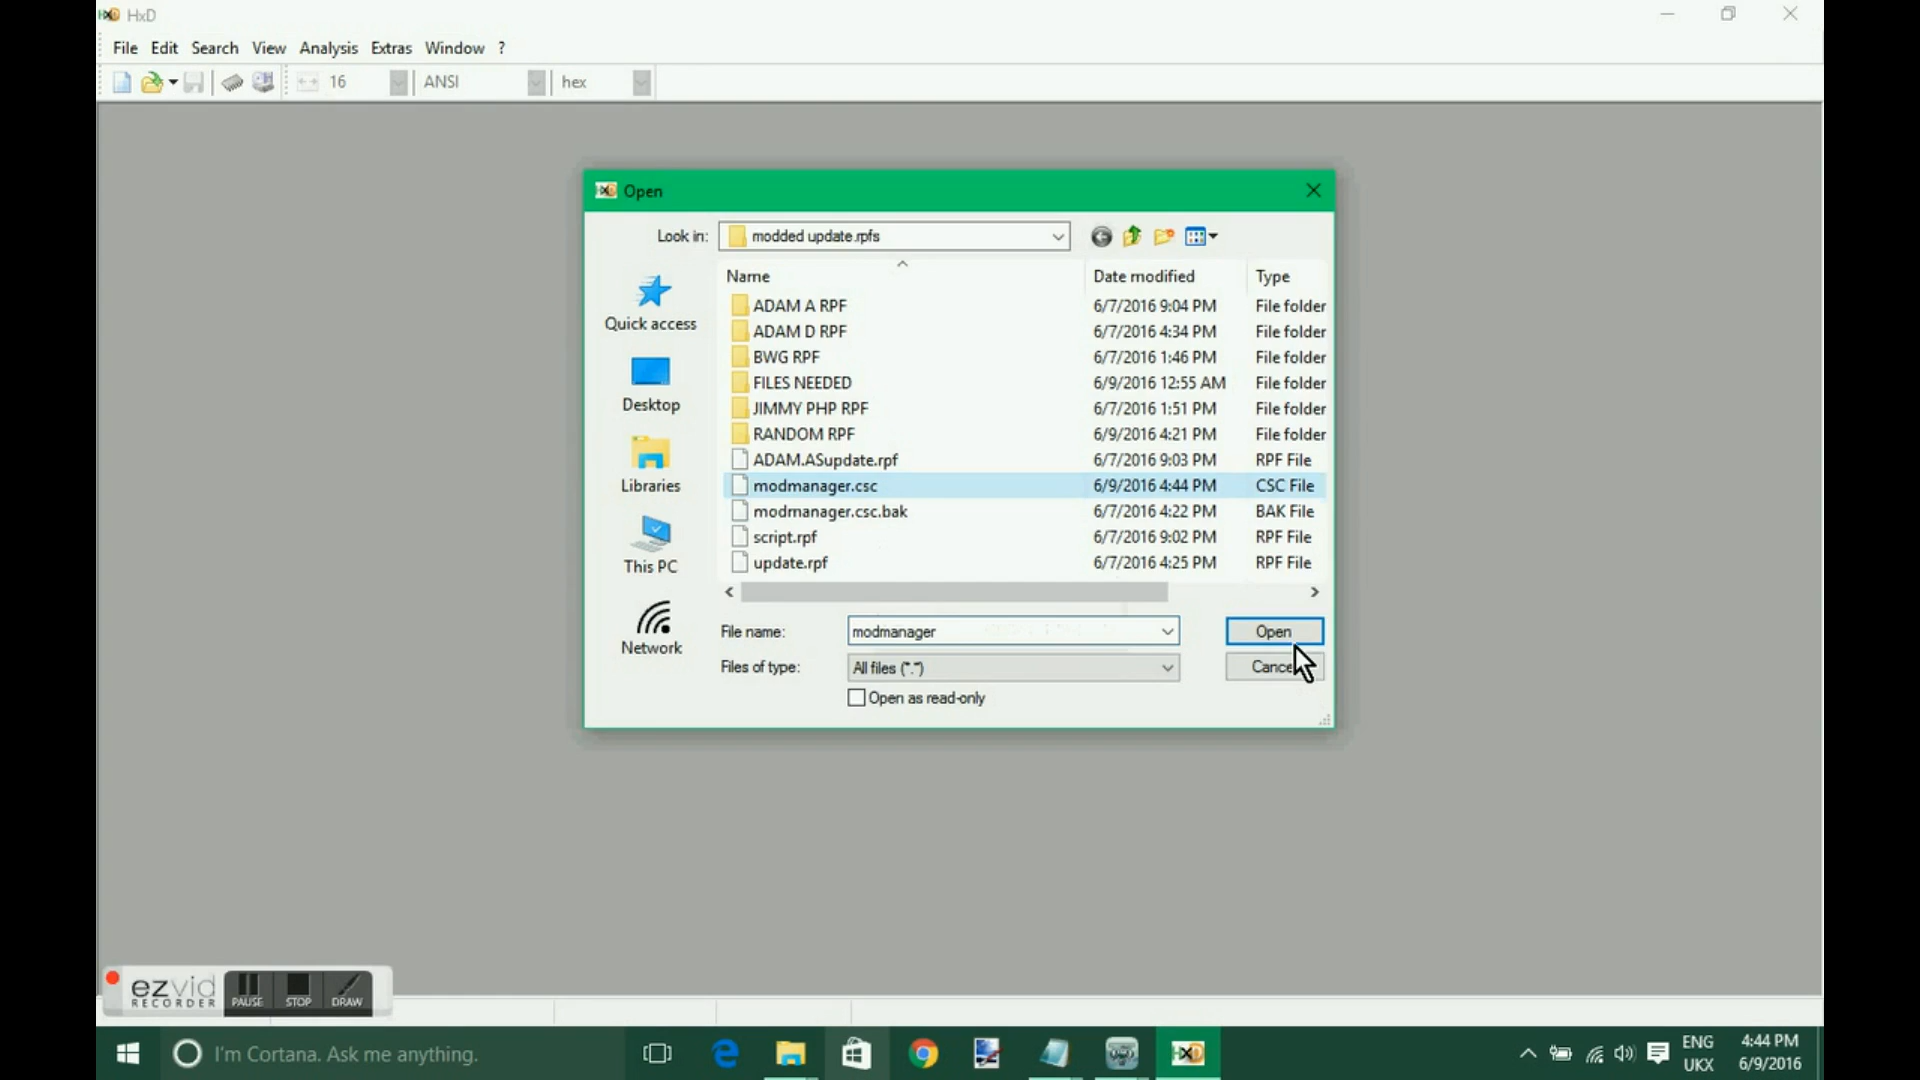 HxD
File Edit Search View Analysis Extras Window ?
16 ANSI hex
Open
Look in: modded update.rpfs
Name Date modified Type
ADAM A RPF 6/7/2016 9:04 PM File folder
ADAM D RPF 6/7/2016 4:34 PM File folder
BWG RPF 6/7/2016 1:46 PM File folder
FILES NEEDED 6/9/2016 12:55 AM File folder
JIMMY PHP RPF 6/7/2016 1:51 PM File folder
RANDOM RPF 6/9/2016 4:21 PM File folder
ADAM.ASupdate.rpf 6/7/2016 9:03 PM RPF File
modmanager.csc 6/9/2016 4:44 PM CSC File
modmanager.csc.bak 6/7/2016 4:22 PM BAK File
script.rpf 6/7/2016 9:02 PM RPF File
update.rpf 6/7/2016 4:25 PM RPF File
Quick access
Desktop
Libraries
This PC
Network
File name: modmanager Open
Files of type: All files (*.*) Cancel
Open as read-only
ezvid
RECORDER PAUSE STOP DRAW
I'm Cortana. Ask me anything.
ENG 4:44 PM
UKX 6/9/2016